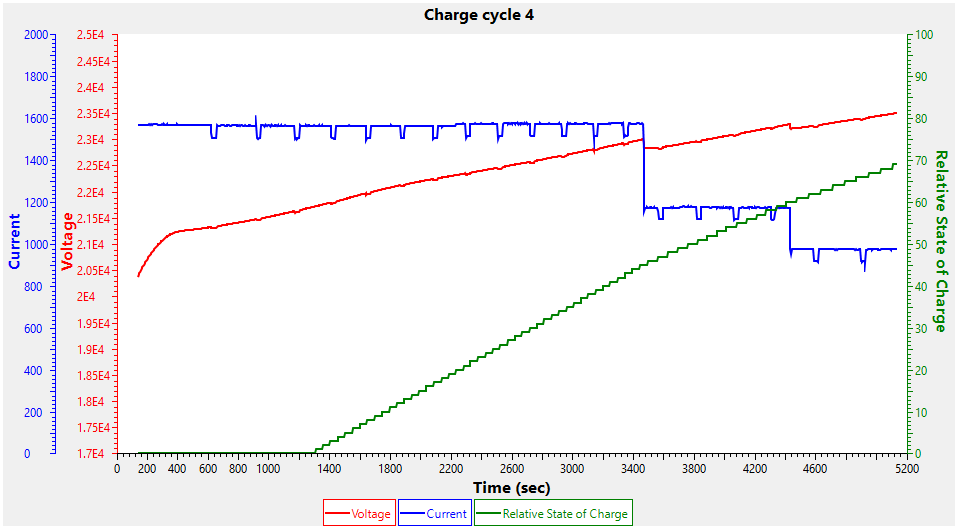 Charge cycle 4
2000
1800
1600
1400
1200
1000
800
600
400
200
0
Current
2.5E4
2.45E4
2.4E4
2.35E4
2.3E4
2.25E4
2.2E4
2.15E4
2.1E4
2.05E4
2E4
1.95E4
1.9E4
1.85E4
1.8E4
1.75E4
1.7E4
Voltage
100
90
80
70
60
50
40
30
20
10
0
Relative State of Charge
0 200 400 600 800 1000 1400 1800 2200 2600 3000 3400 3800 4200 4600 5200
Time (sec)
Voltage Current Relative State of Charge